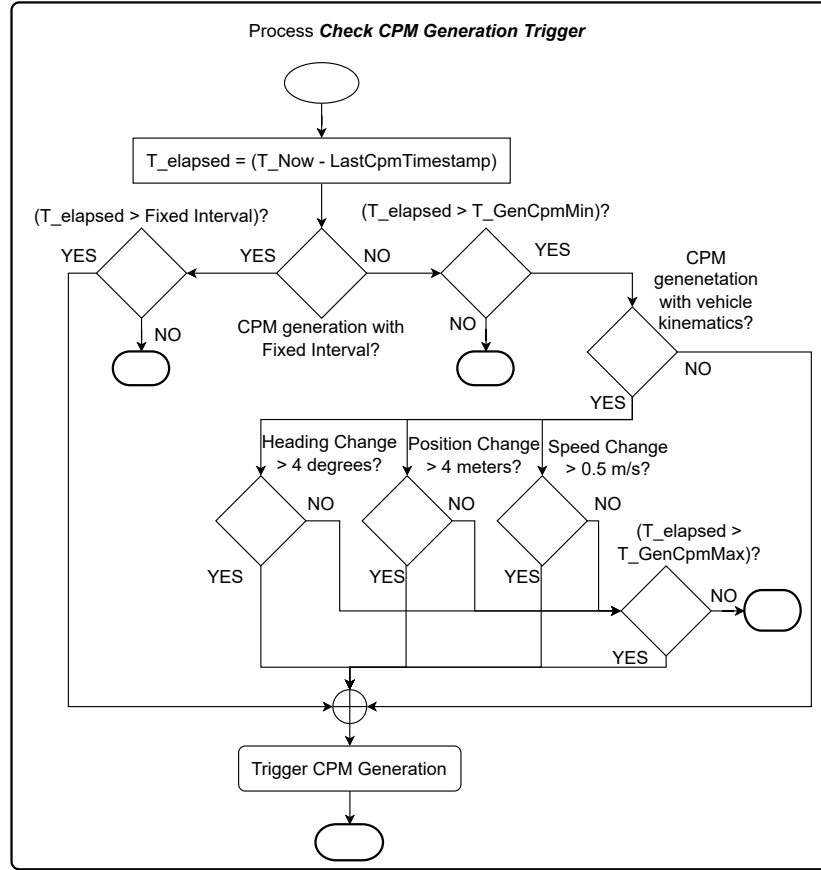 Process Check CPM Generation Trigger
T_elapsed = (T_Now - LastCpmTimestamp)
(T_elapsed > Fixed Interval)?
(T_elapsed > T_GenCpmMin)?
YES
YES
NO
YES
CPM
genenetation
with vehicle
kinematics?
NO
CPM generation with
Fixed Interval?
NO
NO
YES
Heading Change
> 4 degrees?
Position Change
> 4 meters?
Speed Change
> 0.5 m/s?
NO
NO
NO
(T_elapsed >
T_GenCpmMax)?
YES
YES
YES
NO
YES
Trigger CPM Generation